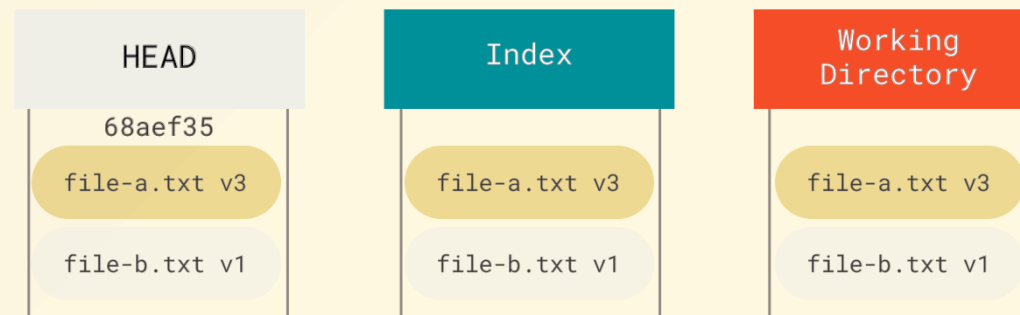 HEAD
Index
Working
Directory
68aef35
file-a.txt v3
file-a.txt v3
file-a.txt v3
file-b.txt v1
file-b.txt v1
file-b.txt v1